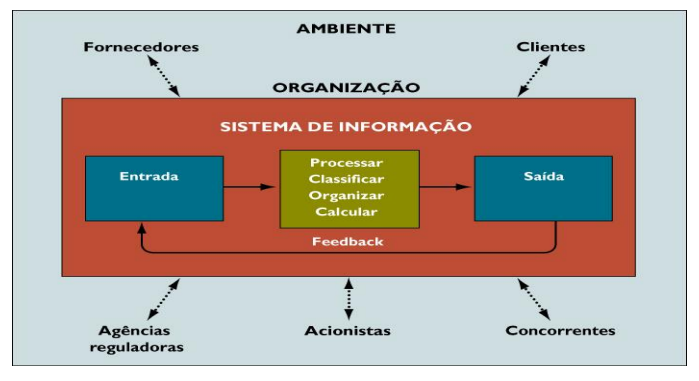 AMBIENTE
Fornecedores
Clientes
ORGANIZAÇÃO
SISTEMA DE INFORMAÇÃO
Entrada
Processar
Classificar
Organizar
Calcular
Saída
Feedback
Agências
reguladoras
Acionistas
Concorrentes